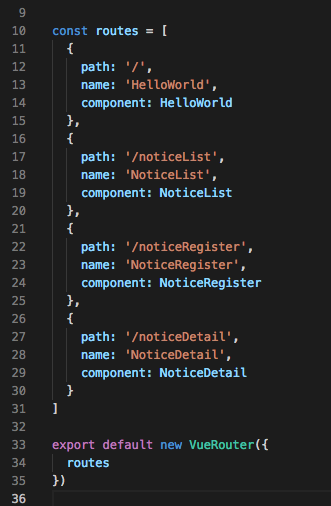 9
10 const routes = [
11   {
12     path: '/',
13     name: 'HelloWorld',
14     component: HelloWorld
15   },
16   {
17     path: '/noticeList',
18     name: 'NoticeList',
19     component: NoticeList
20   },
21   {
22     path: '/noticeRegister',
23     name: 'NoticeRegister',
24     component: NoticeRegister
25   },
26   {
27     path: '/noticeDetail',
28     name: 'NoticeDetail',
29     component: NoticeDetail
30   }
31 ]
32
33 export default new VueRouter({
34   routes
35 })
36